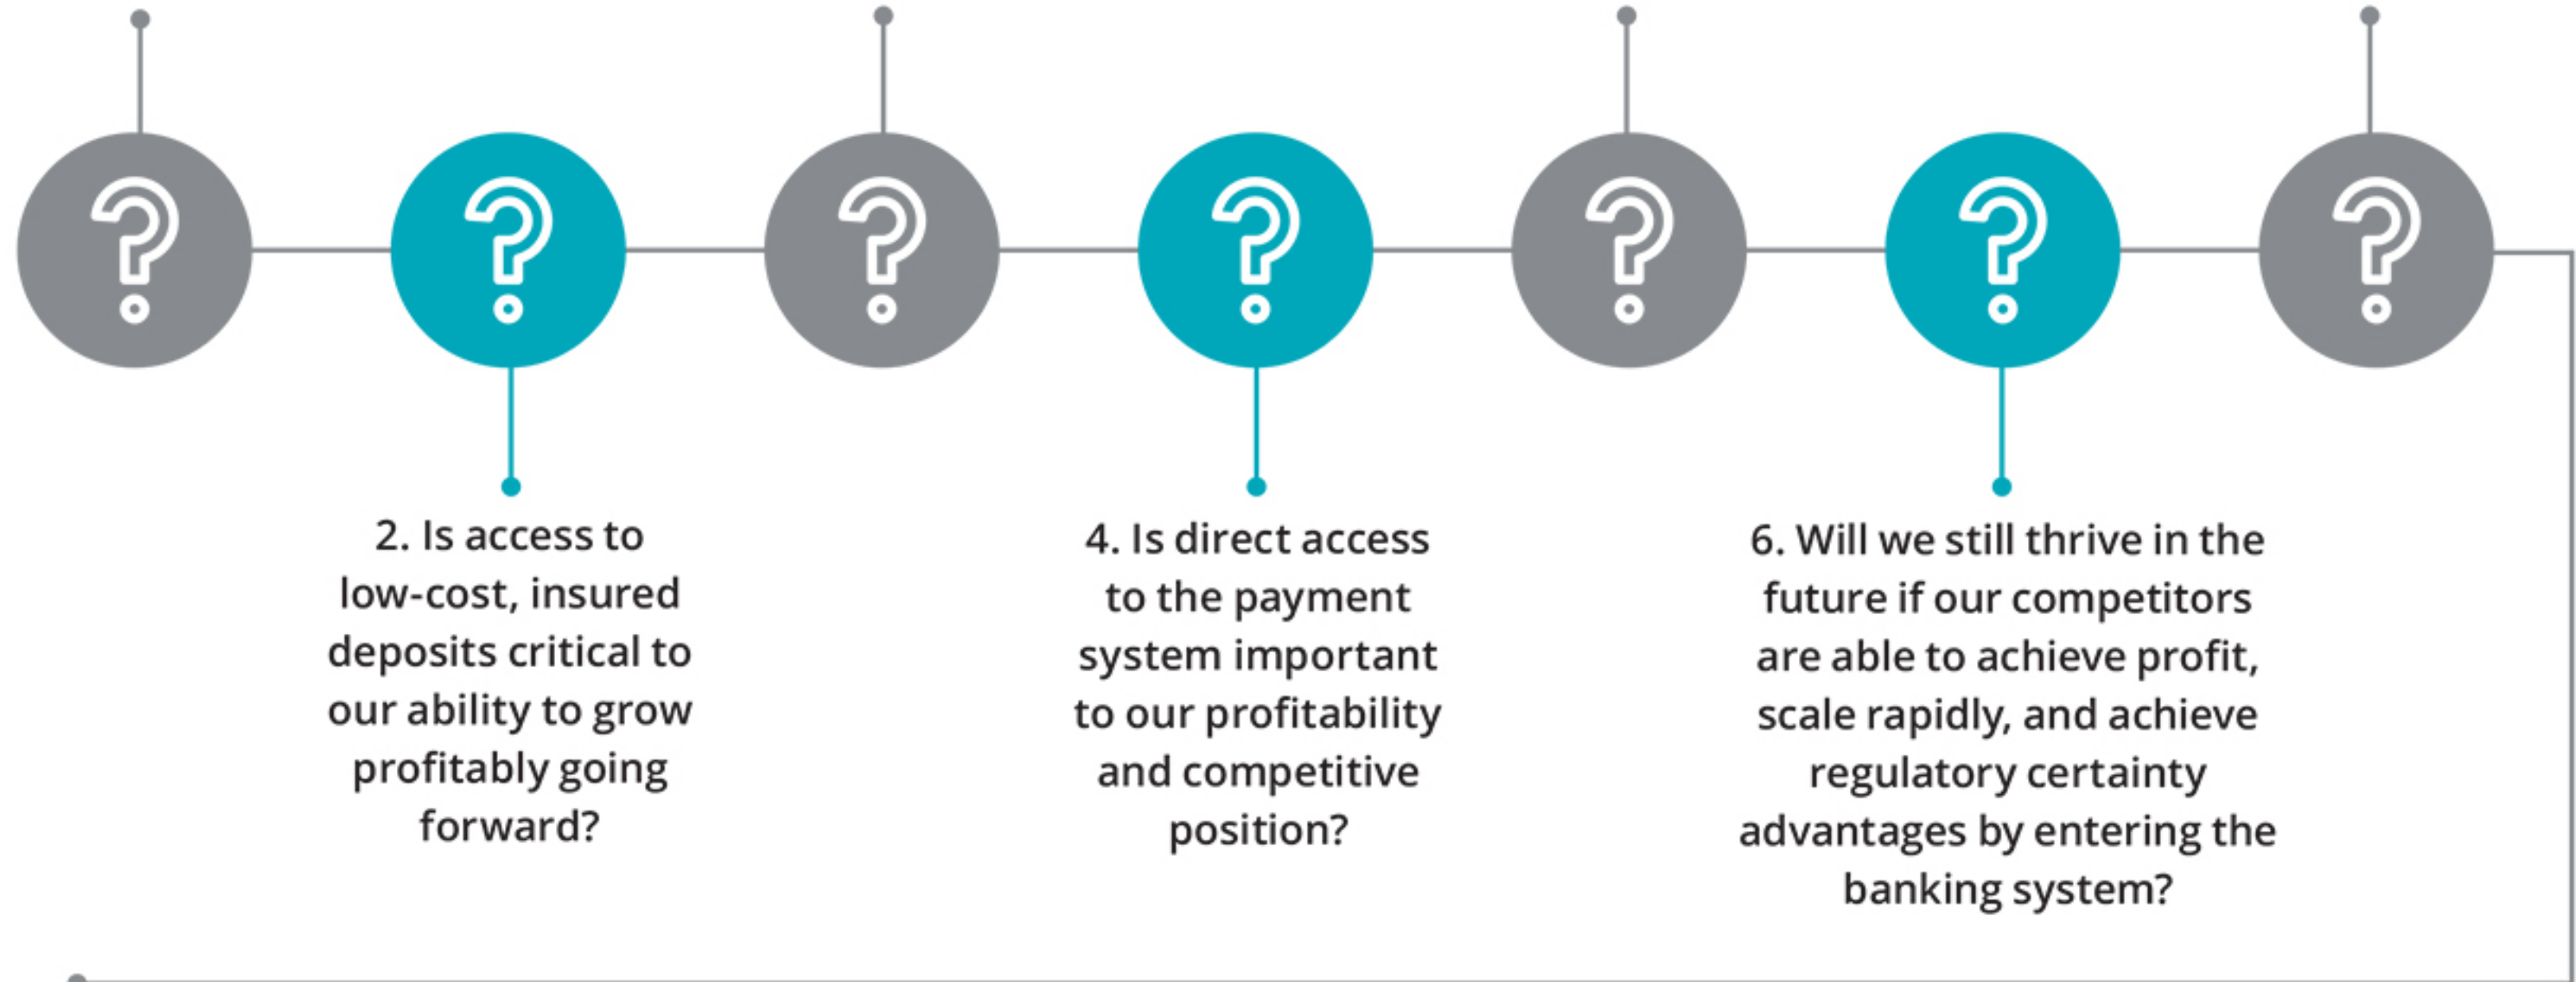 2. Is access to
low-cost, insured
deposits critical to
our ability to grow
profitably going
forward?
4. Is direct access
to the payment
system important
to our profitability
and competitive
position?
6. Will we still thrive in the
future if our competitors
are able to achieve profit,
scale rapidly, and achieve
regulatory certainty
advantages by entering the
banking system?